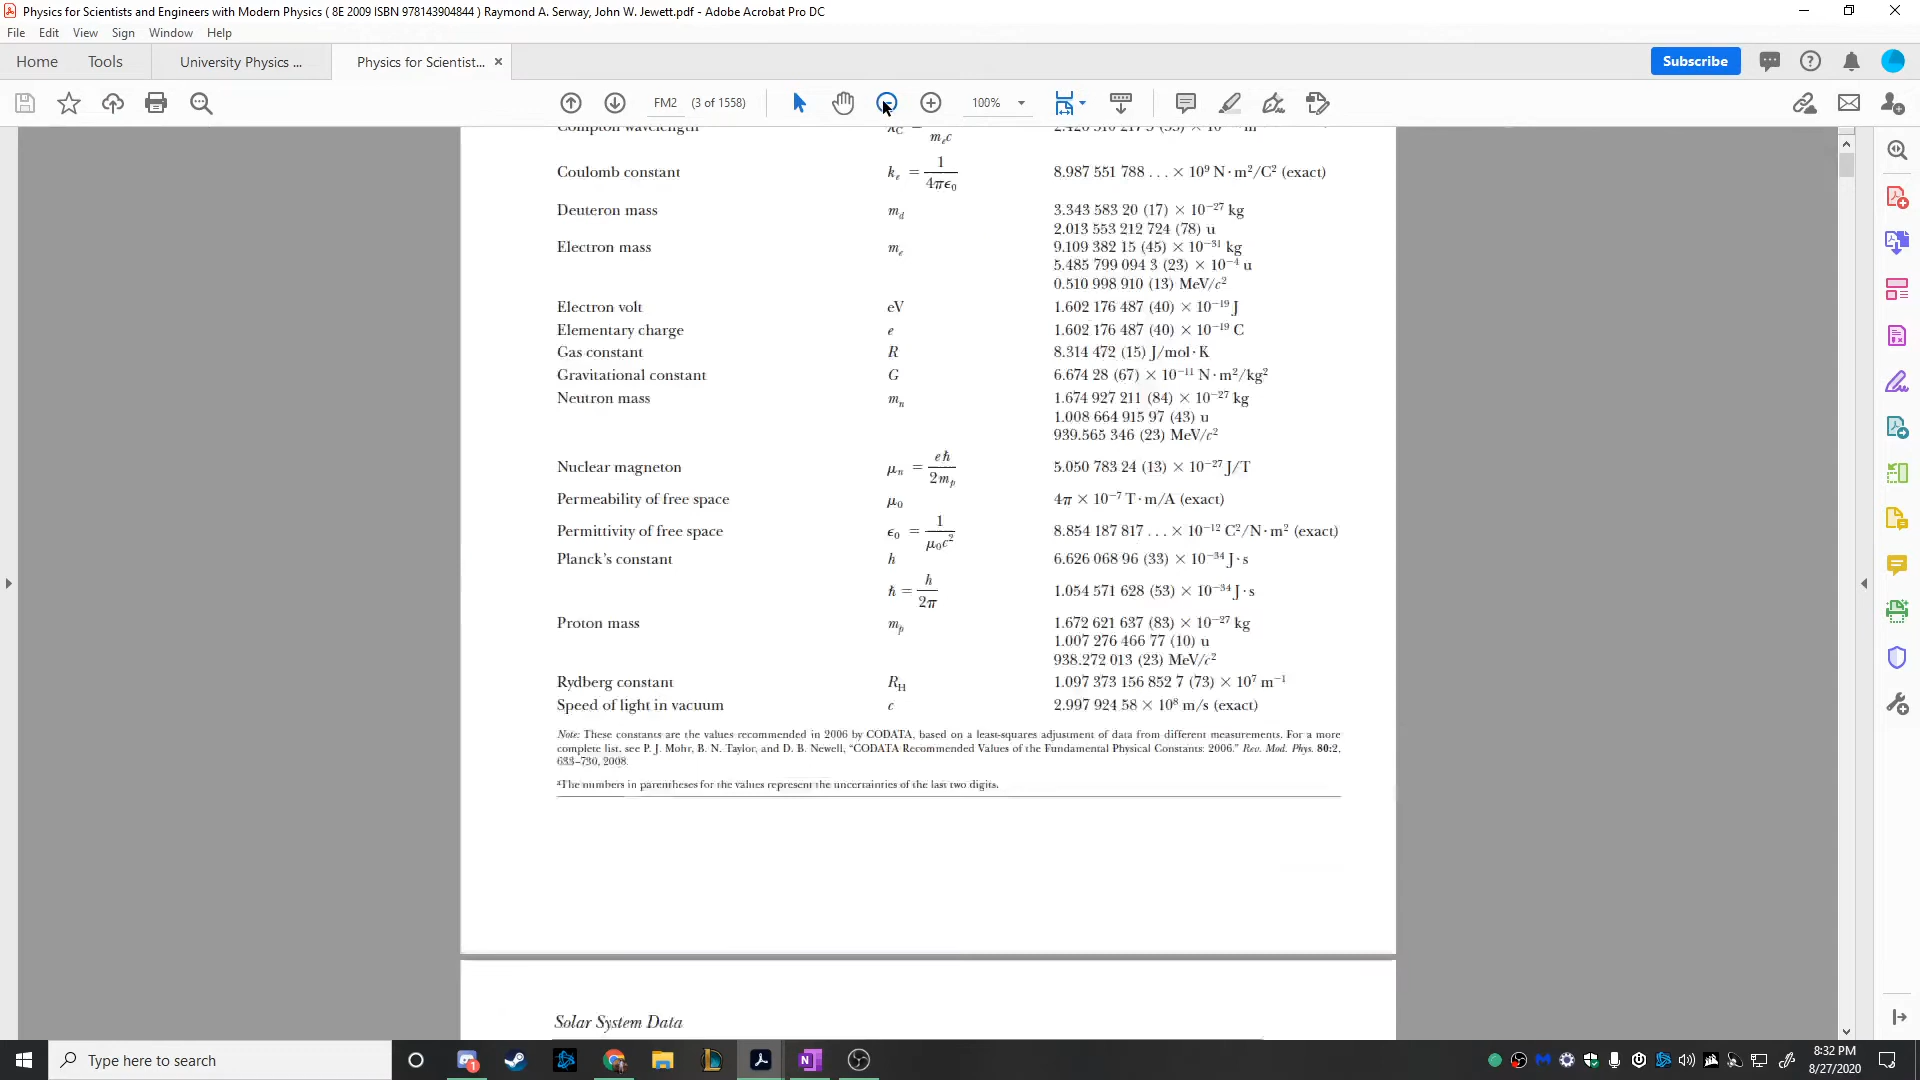 Physics for Scientists and Engineers with Modern Physics ( 8E 2009 ISBN 978143904844 ) Raymond A. Serway, John W. Jewett.pdf - Adobe Acrobat Pro DC
File Edit View Sign Window Help
Home Tools University Physics ... Physics for Scientist... × Subscribe
FM2 (3 of 1558) 100%
Compton wavelength
Coulomb constant kₑ = 1/4πϵ₀ 8.987 551 788 . . . × 10⁹ N·m²/C² (exact)
Deuteron mass m_d 3.343 583 20 (17) × 10⁻²⁷ kg
2.013 553 212 724 (78) u
Electron mass mₑ 9.109 382 15 (45) × 10⁻³¹ kg
5.485 799 094 3 (23) × 10⁻⁴ u
0.510 998 910 (13) MeV/c²
Electron volt eV 1.602 176 487 (40) × 10⁻¹⁹ J
Elementary charge e 1.602 176 487 (40) × 10⁻¹⁹ C
Gas constant R 8.314 472 (15) J/mol·K
Gravitational constant G 6.674 28 (67) × 10⁻¹¹ N·m²/kg²
Neutron mass mₙ 1.674 927 211 (84) × 10⁻²⁷ kg
1.008 664 915 97 (43) u
939.565 346 (23) MeV/c²
Nuclear magneton μₙ = eℏ/2mₚ 5.050 783 24 (13) × 10⁻²⁷ J/T
Permeability of free space μ₀ 4π × 10⁻⁷ T·m/A (exact)
Permittivity of free space ϵ₀ = 1/μ₀c² 8.854 187 817 . . . × 10⁻¹² C²/N·m² (exact)
Planck's constant h 6.626 068 96 (33) × 10⁻³⁴ J·s
ℏ = h/2π 1.054 571 628 (53) × 10⁻³⁴ J·s
Proton mass mₚ 1.672 621 637 (83) × 10⁻²⁷ kg
1.007 276 466 77 (10) u
938.272 013 (23) MeV/c²
Rydberg constant R_H 1.097 373 156 852 7 (73) × 10⁷ m⁻¹
Speed of light in vacuum c 2.997 924 58 × 10⁸ m/s (exact)
Note: These constants are the values recommended in 2006 by CODATA, based on a least-squares adjustment of data from different measurements. For a more
complete list, see P. J. Mohr, B. N. Taylor, and D. B. Newell, "CODATA Recommended Values of the Fundamental Physical Constants: 2006." Rev. Mod. Phys. 80:2,
633–730, 2008.
ᵃThe numbers in parentheses for the values represent the uncertainties of the last two digits.
Solar System Data
Type here to search
8:32 PM
8/27/2020